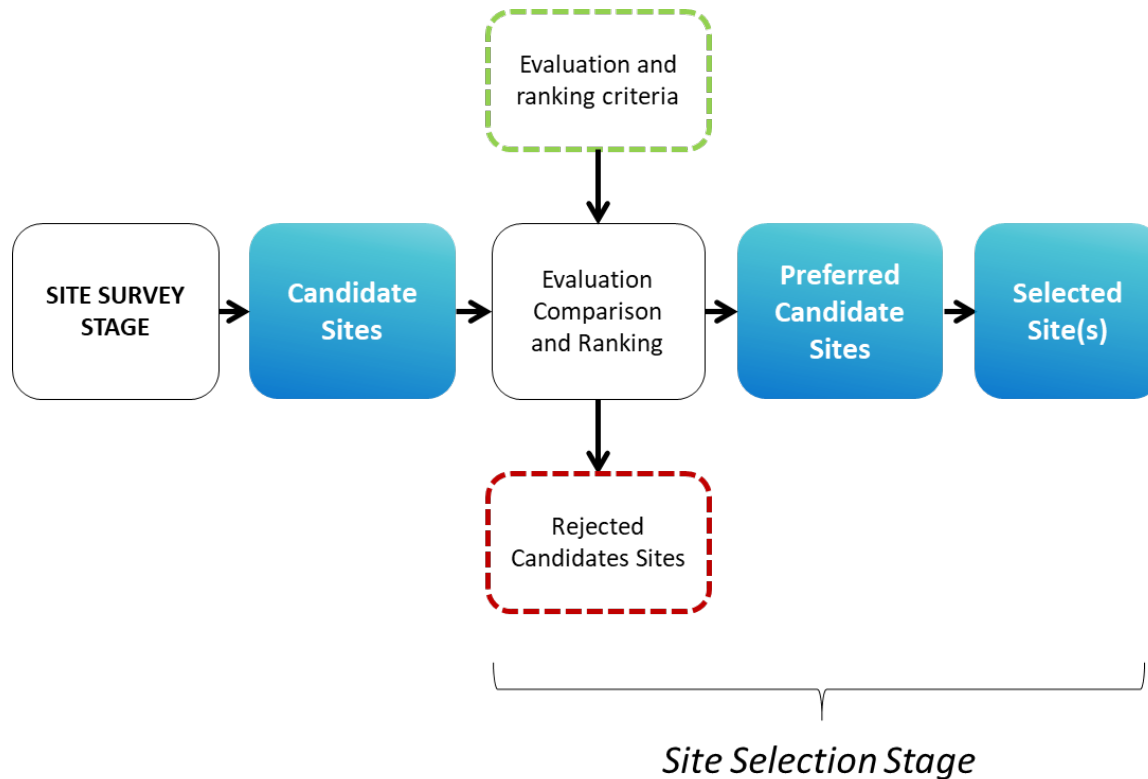 Evaluation and
ranking criteria
SITE SURVEY
STAGE
Candidate
Sites
Evaluation
Comparison
and Ranking
Preferred
Candidate
Sites
Selected
Site(s)
Rejected
Candidates Sites
Site Selection Stage